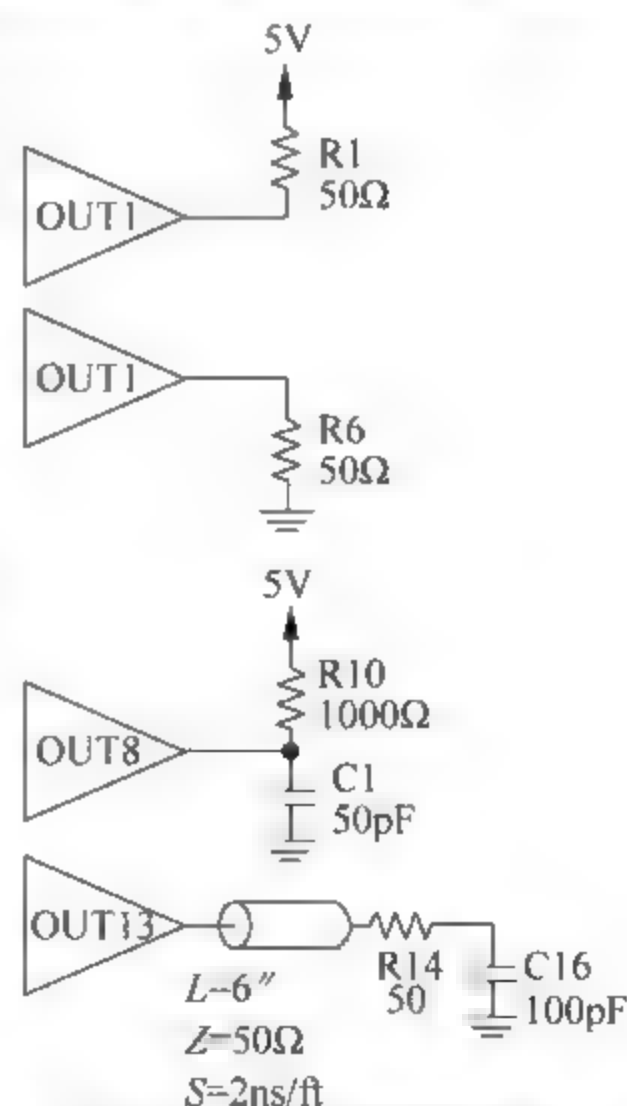 5V
R1
50Ω
OUT1
OUT1
R6
50Ω
5V
R10
1000Ω
OUT8
C1
50pF
OUT13
R14
50
C16
100pF
L=6″
Z=50Ω
S=2ns/ft